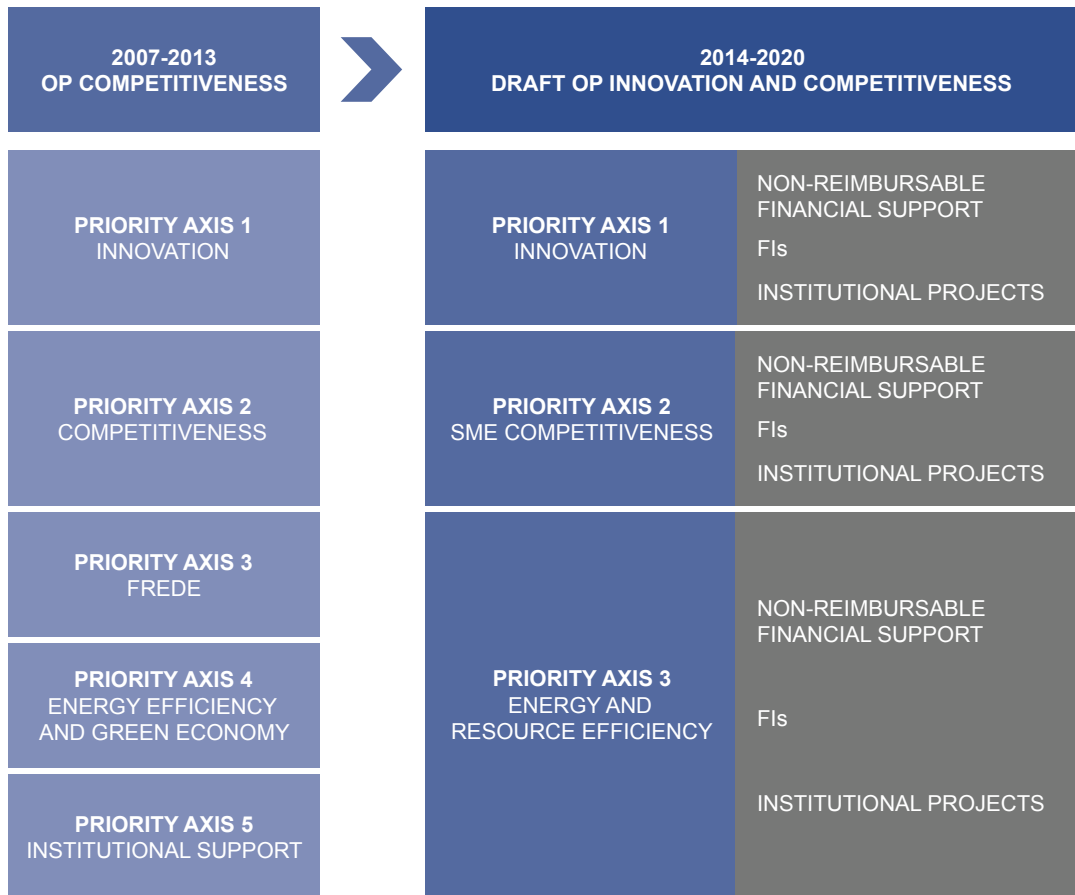 2007-2013
OP COMPETITIVENESS
2014-2020
DRAFT OP INNOVATION AND COMPETITIVENESS
PRIORITY AXIS 1
INNOVATION
PRIORITY AXIS 1
INNOVATION
NON-REIMBURSABLE
FINANCIAL SUPPORT
FIs
INSTITUTIONAL PROJECTS
PRIORITY AXIS 2
COMPETITIVENESS
PRIORITY AXIS 2
SME COMPETITIVENESS
NON-REIMBURSABLE
FINANCIAL SUPPORT
FIs
INSTITUTIONAL PROJECTS
PRIORITY AXIS 3
FREDE
PRIORITY AXIS 4
ENERGY EFFICIENCY
AND GREEN ECONOMY
PRIORITY AXIS 5
INSTITUTIONAL SUPPORT
PRIORITY AXIS 3
ENERGY AND
RESOURCE EFFICIENCY
NON-REIMBURSABLE
FINANCIAL SUPPORT
FIs
INSTITUTIONAL PROJECTS